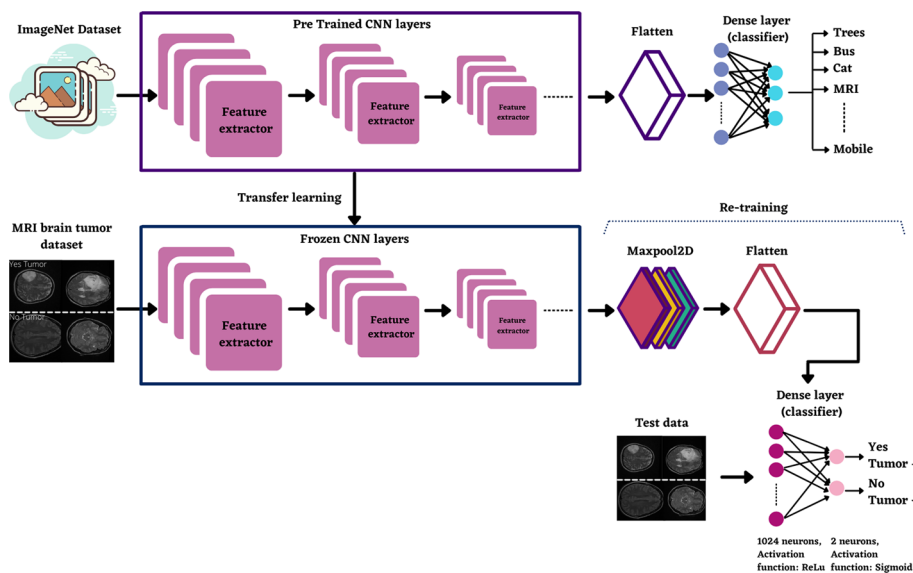 ImageNet Dataset
Pre Trained CNN layers
Feature
extractor
Feature
extractor
Feature
extractor
Flatten
Dense layer
(classifier)
Trees
Bus
Cat
MRI
Mobile
Transfer learning
MRI brain tumor
dataset
Yes Tumor
No Tumor
Frozen CNN layers
Feature
extractor
Feature
extractor
Feature
extractor
Re-training
Maxpool2D
Flatten
Dense layer
(classifier)
Test data
Yes
Tumor
No
Tumor
1024 neurons,
Activation
function: ReLu
2 neurons,
Activation
function: Sigmoid